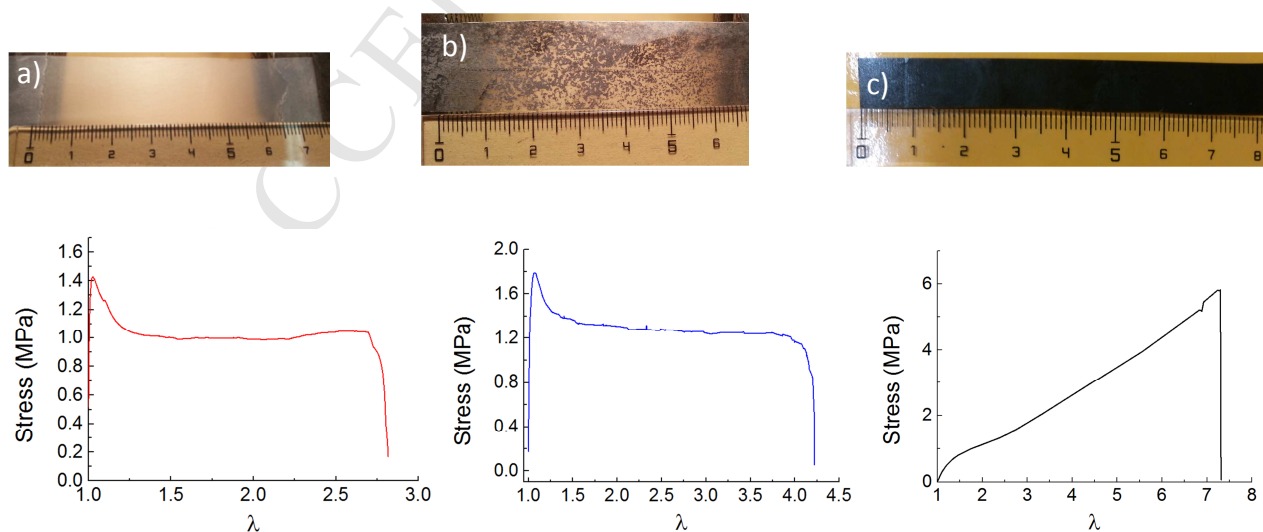 CCE
a)
0 1 2 3 4 5 6 7
b)
0 1 2 3 4 5 6
c)
0 1 2 3 4 5 6 7 8
1.6
1.4
1.2
1.0
0.8
0.6
0.4
0.2
0.0
Stress (MPa)
1.0 1.5 2.0 2.5 3.0
λ
2.0
1.6
1.2
0.8
0.4
0.0
Stress (MPa)
1.0 1.5 2.0 2.5 3.0 3.5 4.0 4.5
λ
6
4
2
0
Stress (MPa)
1 2 3 4 5 6 7 8
λ